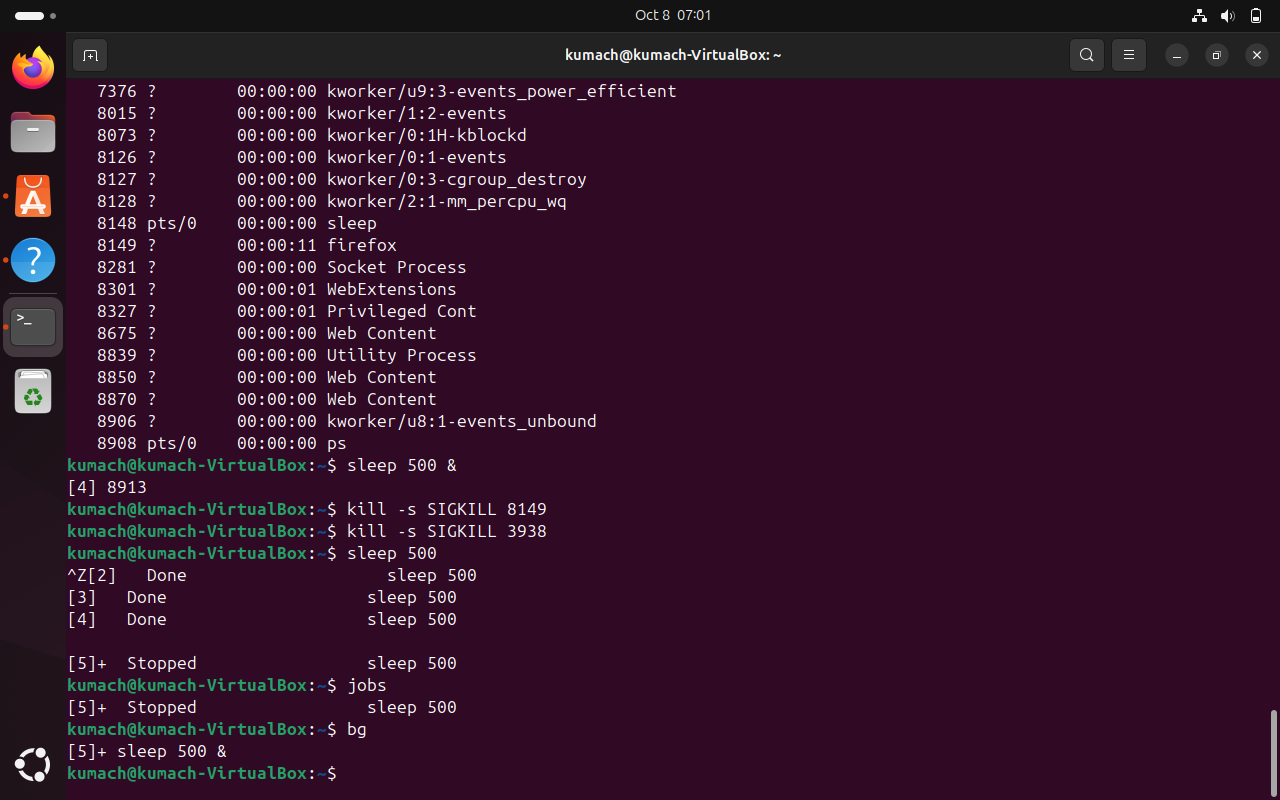 Oct 8 07:01
kumach@kumach-VirtualBox: ~
7376 ? 00:00:00 kworker/u9:3-events_power_efficient
8015 ? 00:00:00 kworker/1:2-events
8073 ? 00:00:00 kworker/0:1H-kblockd
8126 ? 00:00:00 kworker/0:1-events
8127 ? 00:00:00 kworker/0:3-cgroup_destroy
8128 ? 00:00:00 kworker/2:1-mm_percpu_wq
8148 pts/0 00:00:00 sleep
8149 ? 00:00:11 firefox
8281 ? 00:00:00 Socket Process
8301 ? 00:00:01 WebExtensions
8327 ? 00:00:01 Privileged Cont
8675 ? 00:00:00 Web Content
8839 ? 00:00:00 Utility Process
8850 ? 00:00:00 Web Content
8870 ? 00:00:00 Web Content
8906 ? 00:00:00 kworker/u8:1-events_unbound
8908 pts/0 00:00:00 ps
kumach@kumach-VirtualBox:~$ sleep 500 &
[4] 8913
kumach@kumach-VirtualBox:~$ kill -s SIGKILL 8149
kumach@kumach-VirtualBox:~$ kill -s SIGKILL 3938
kumach@kumach-VirtualBox:~$ sleep 500
^Z[2] Done sleep 500
[3] Done sleep 500
[4] Done sleep 500
[5]+ Stopped sleep 500
kumach@kumach-VirtualBox:~$ jobs
[5]+ Stopped sleep 500
kumach@kumach-VirtualBox:~$ bg
[5]+ sleep 500 &
kumach@kumach-VirtualBox:~$